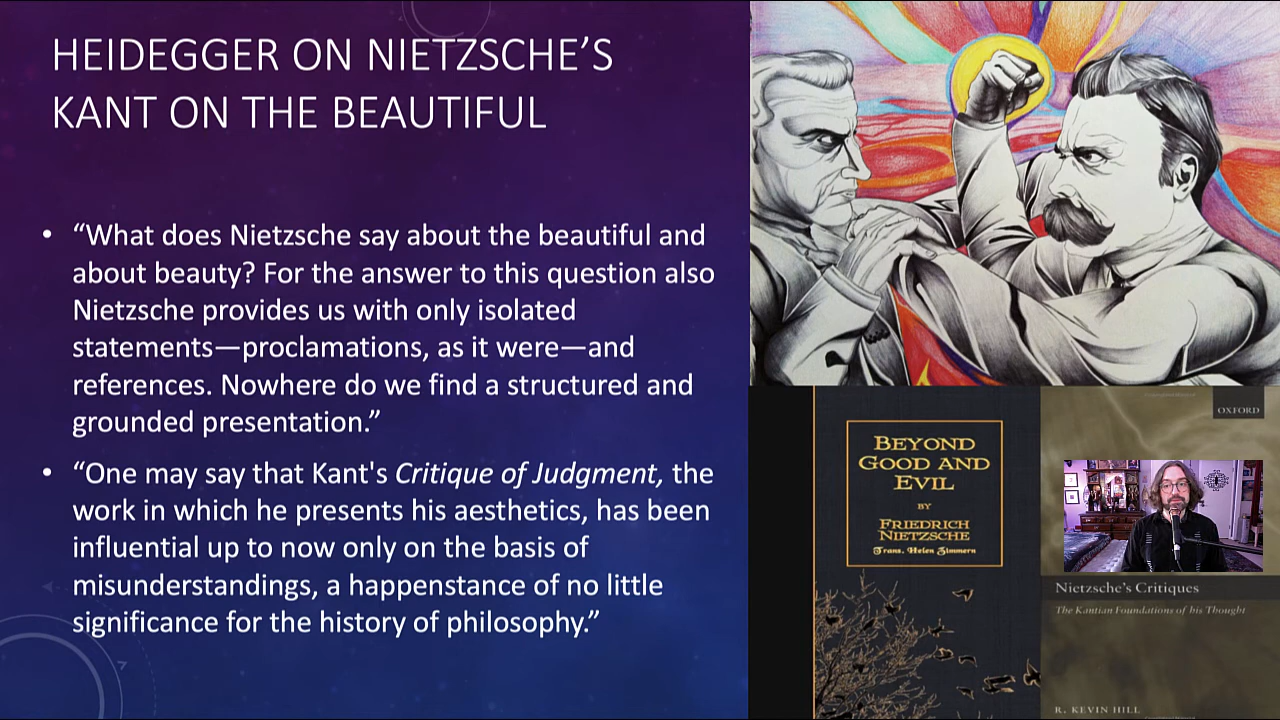 HEIDEGGER ON NIETZSCHE'S
KANT ON THE BEAUTIFUL
• “What does Nietzsche say about the beautiful and
about beauty? For the answer to this question also
Nietzsche provides us with only isolated
statements—proclamations, as it were—and
references. Nowhere do we find a structured and
grounded presentation.”
• “One may say that Kant's Critique of Judgment, the
work in which he presents his aesthetics, has been
influential up to now only on the basis of
misunderstandings, a happenstance of no little
significance for the history of philosophy.”
BEYOND
GOOD AND
EVIL
BY
FRIEDRICH
NIETZSCHE
Trans. Helen Zimmern
OXFORD
Nietzsche's Critiques
The Kantian Foundations of his Thought
R. KEVIN HILL